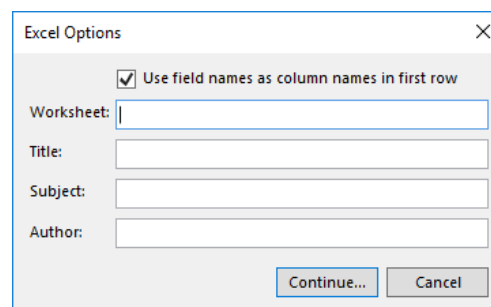 Excel Options
Use field names as column names in first row
Worksheet:
Title:
Subject:
Author:
Continue... Cancel